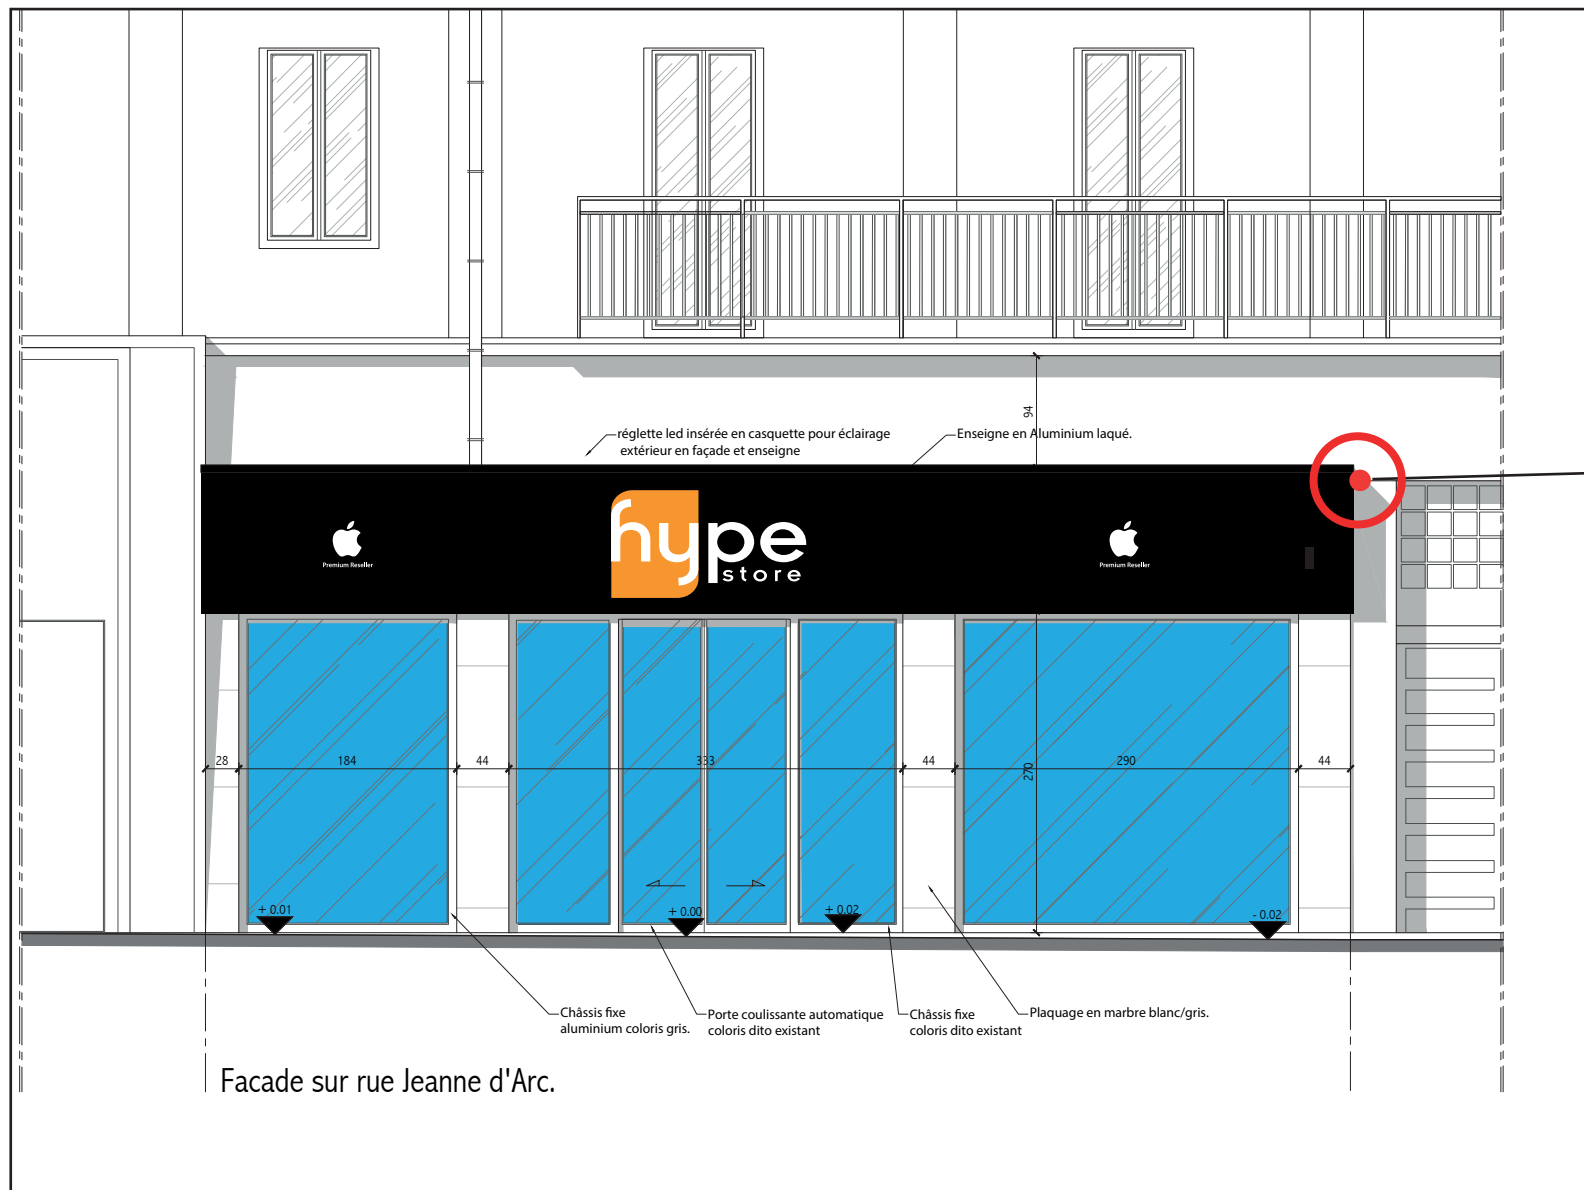 94
réglette led insérée en casquette pour éclairage
extérieur en façade et enseigne
Enseigne en Aluminium laqué.
Premium Reseller
hype
store
Premium Reseller
28
184
44
333
44
270
290
44
+ 0.01
+ 0.00
+ 0.02
- 0.02
Châssis fixe
aluminium coloris gris.
Porte coulissante automatique
coloris dito existant
Châssis fixe
coloris dito existant
Plaquage en marbre blanc/gris.
Facade sur rue Jeanne d'Arc.